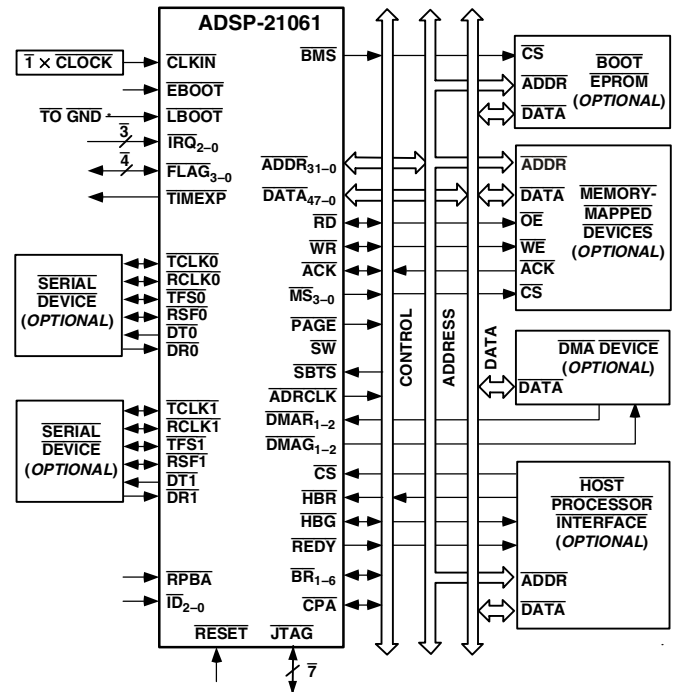 ADSP-21061
1 × CLOCK
CLKIN
EBOOT
TO GND
LBOOT
3
IRQ2-0
4
FLAG3-0
TIMEXP
SERIAL
DEVICE
(OPTIONAL)
TCLK0
RCLK0
TFS0
RSF0
DT0
DR0
SERIAL
DEVICE
(OPTIONAL)
TCLK1
RCLK1
TFS1
RSF1
DT1
DR1
RPBA
ID2-0
RESET
JTAG
7
BMS
ADDR31-0
DATA47-0
RD
WR
ACK
MS3-0
PAGE
SW
SBTS
ADRCLK
DMAR1-2
DMAG1-2
CS
HBR
HBG
REDY
BR1-6
CPA
CONTROL
ADDRESS
DATA
CS
ADDR
DATA
BOOT
EPROM
(OPTIONAL)
ADDR
DATA
OE
WE
ACK
CS
MEMORY-
MAPPED
DEVICES
(OPTIONAL)
DMA DEVICE
(OPTIONAL)
DATA
HOST
PROCESSOR
INTERFACE
(OPTIONAL)
ADDR
DATA